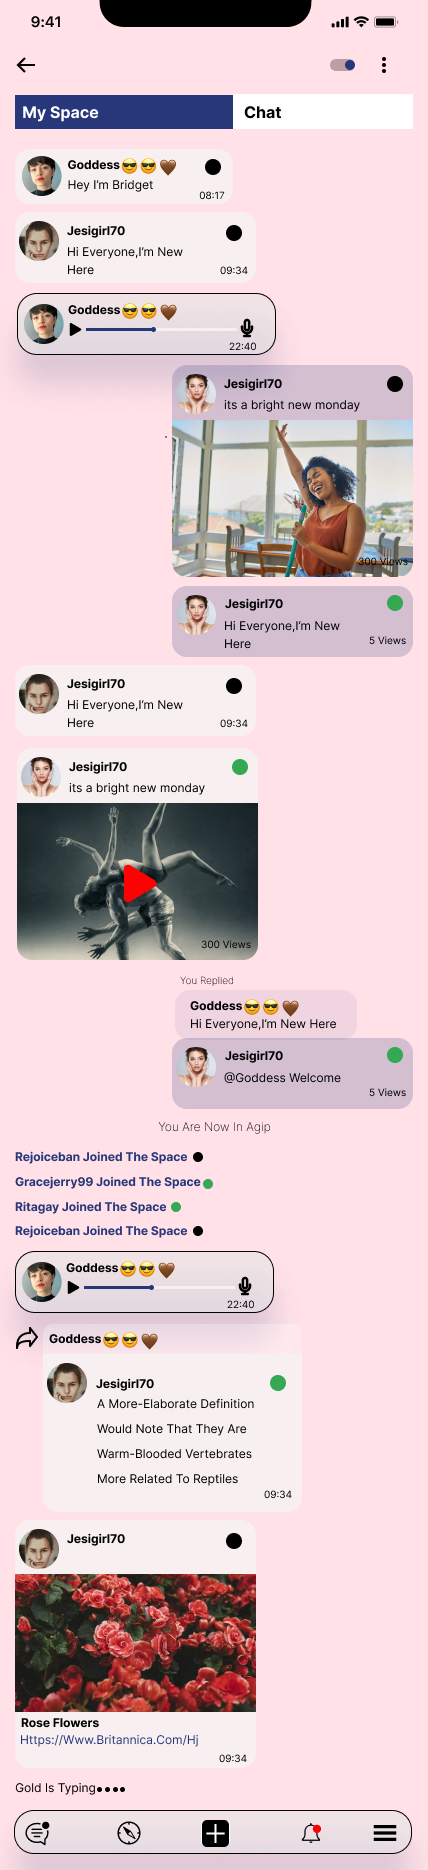 9:41
My Space
Chat
Goddess😎😎🤎
Hey I'm Bridget
08:17
Jesigirl70
Hi Everyone,I'm New
Here
09:34
Goddess😎😎🤎
22:40
Jesigirl70
its a bright new monday
300 Views
Jesigirl70
Hi Everyone,I'm New
Here
5 Views
Jesigirl70
Hi Everyone,I'm New
Here
09:34
Jesigirl70
its a bright new monday
300 Views
You Replied
Goddess😎😎🤎
Hi Everyone,I'm New Here
Jesigirl70
@Goddess Welcome
5 Views
You Are Now In Agip
Rejoiceban Joined The Space
Gracejerry99 Joined The Space
Ritagay Joined The Space
Rejoiceban Joined The Space
Goddess😎😎🤎
22:40
Goddess😎😎🤎
Jesigirl70
A More-Elaborate Definition
Would Note That They Are
Warm-Blooded Vertebrates
More Related To Reptiles
09:34
Jesigirl70
Rose Flowers
Https://Www.Britannica.Com/Hj
09:34
Gold Is Typing